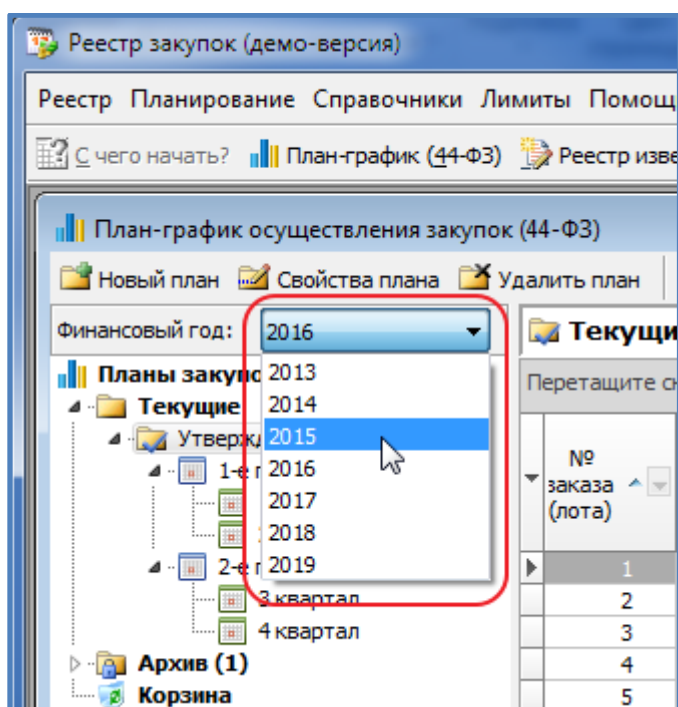 Реестр закупок (демо-версия)
Реестр Планирование Справочники Лимиты Помощ
С чего начать? План-график (44-ФЗ) Реестр изве
План-график осуществления закупок (44-ФЗ)
Новый план Свойства плана Удалить план
Финансовый год: 2016
Текущи
Планы закупо
2013
2014
2015
2016
2017
2018
2019
Текущие
Утвержд
1-е п
2-е п
3 квартал
4 квартал
Архив (1)
Корзина
Перетащите
№
заказа
(лота)
1
2
3
4
5